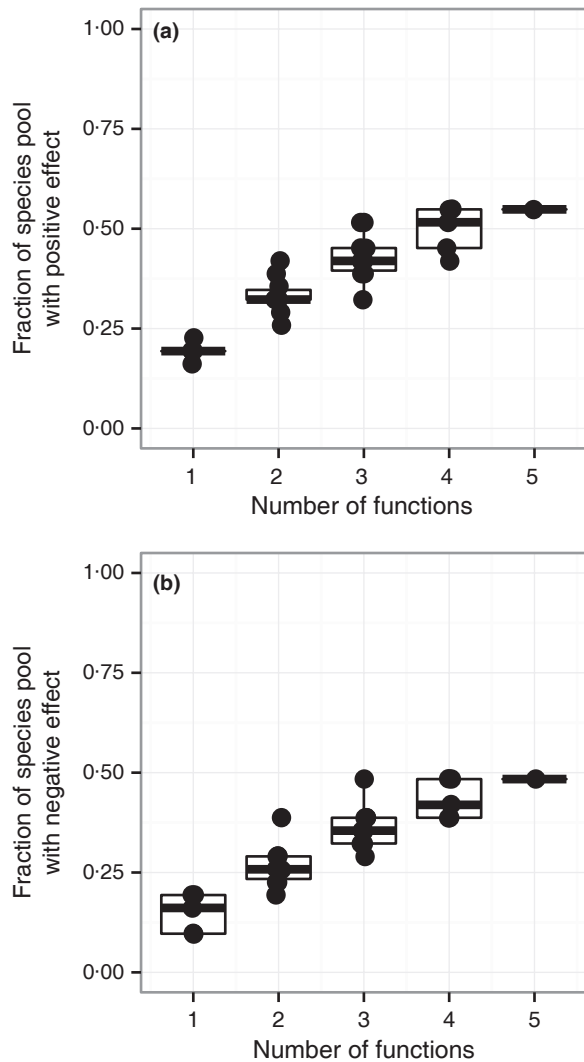 (a)
1·00
0·75
0·50
0·25
0·00
Fraction of species pool
with positive effect
1 2 3 4 5
Number of functions
(b)
1·00
0·75
0·50
0·25
0·00
Fraction of species pool
with negative effect
1 2 3 4 5
Number of functions